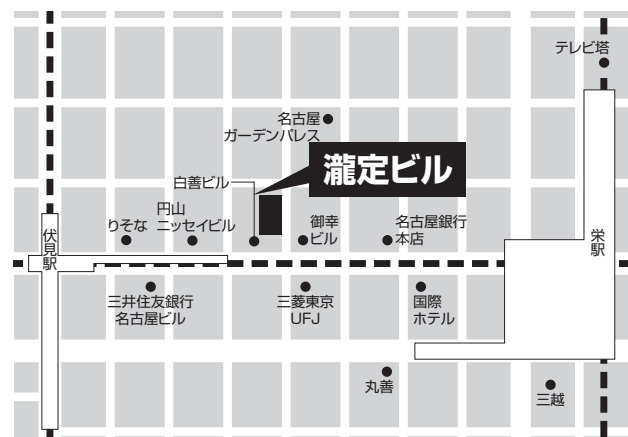 テレビ塔
名古屋
ガーデンパレス
瀧定ビル
白善ビル
円山
ニッセイビル
りそな
御幸
ビル
名古屋銀行
本店
伏見駅
栄駅
三井住友銀行
名古屋ビル
三菱東京
UFJ
国際
ホテル
丸善
三越